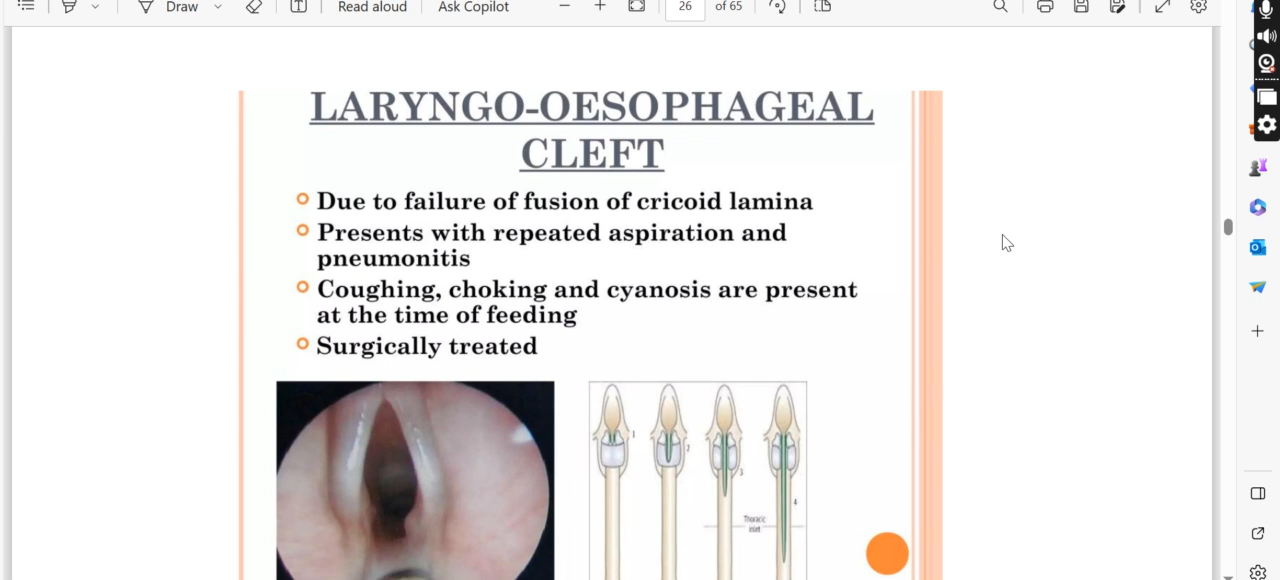 Draw
Read aloud
Ask Copilot
26 of 65
LARYNGO-OESOPHAGEAL
CLEFT
Due to failure of fusion of cricoid lamina
Presents with repeated aspiration and
pneumonitis
Coughing, choking and cyanosis are present
at the time of feeding
Surgically treated
1
2
3
4
Thoracic
inlet